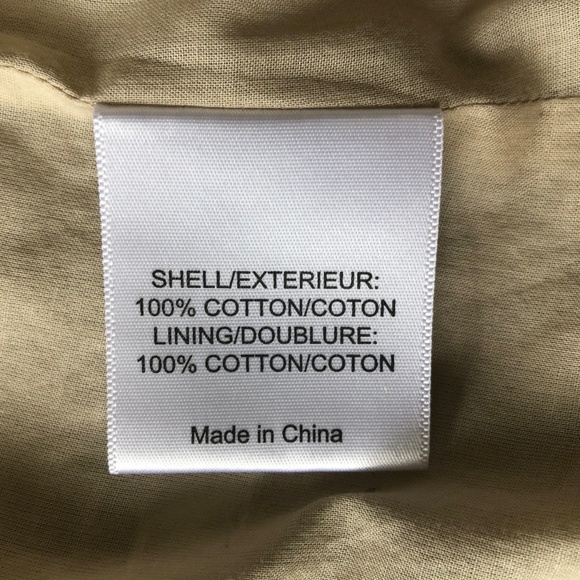 SHELL/EXTERIEUR:
100% COTTON/COTON
LINING/DOUBLURE:
100% COTTON/COTON
Made in China